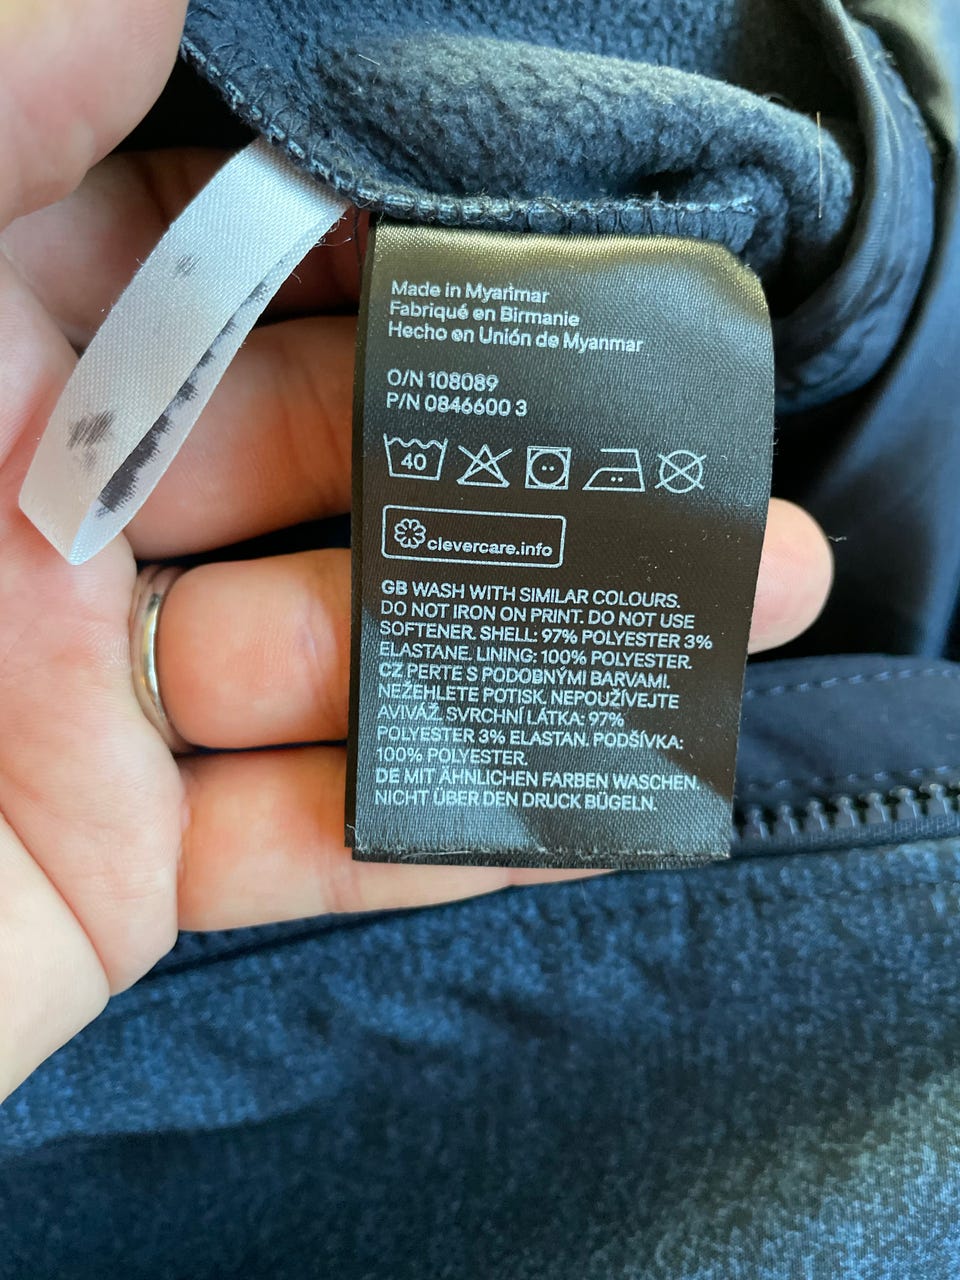 Made in Myanmar
Fabriqué en Birmanie
Hecho en Unión de Myanmar
O/N 108089
P/N 0846600 3
40
clevercare.info
GB WASH WITH SIMILAR COLOURS.
DO NOT IRON ON PRINT. DO NOT USE
SOFTENER. SHELL: 97% POLYESTER 3%
ELASTANE. LINING: 100% POLYESTER.
CZ PERTE S PODOBNÝMI BARVAMI.
NEŽEHLETE POTISK. NEPOUŽÍVEJTE
AVIVÁŽ. SVRCHNÍ LÁTKA: 97%
POLYESTER 3% ELASTAN. PODŠÍVKA:
100% POLYESTER.
DE MIT ÄHNLICHEN FARBEN WASCHEN.
NICHT ÜBER DEN DRUCK BÜGELN.